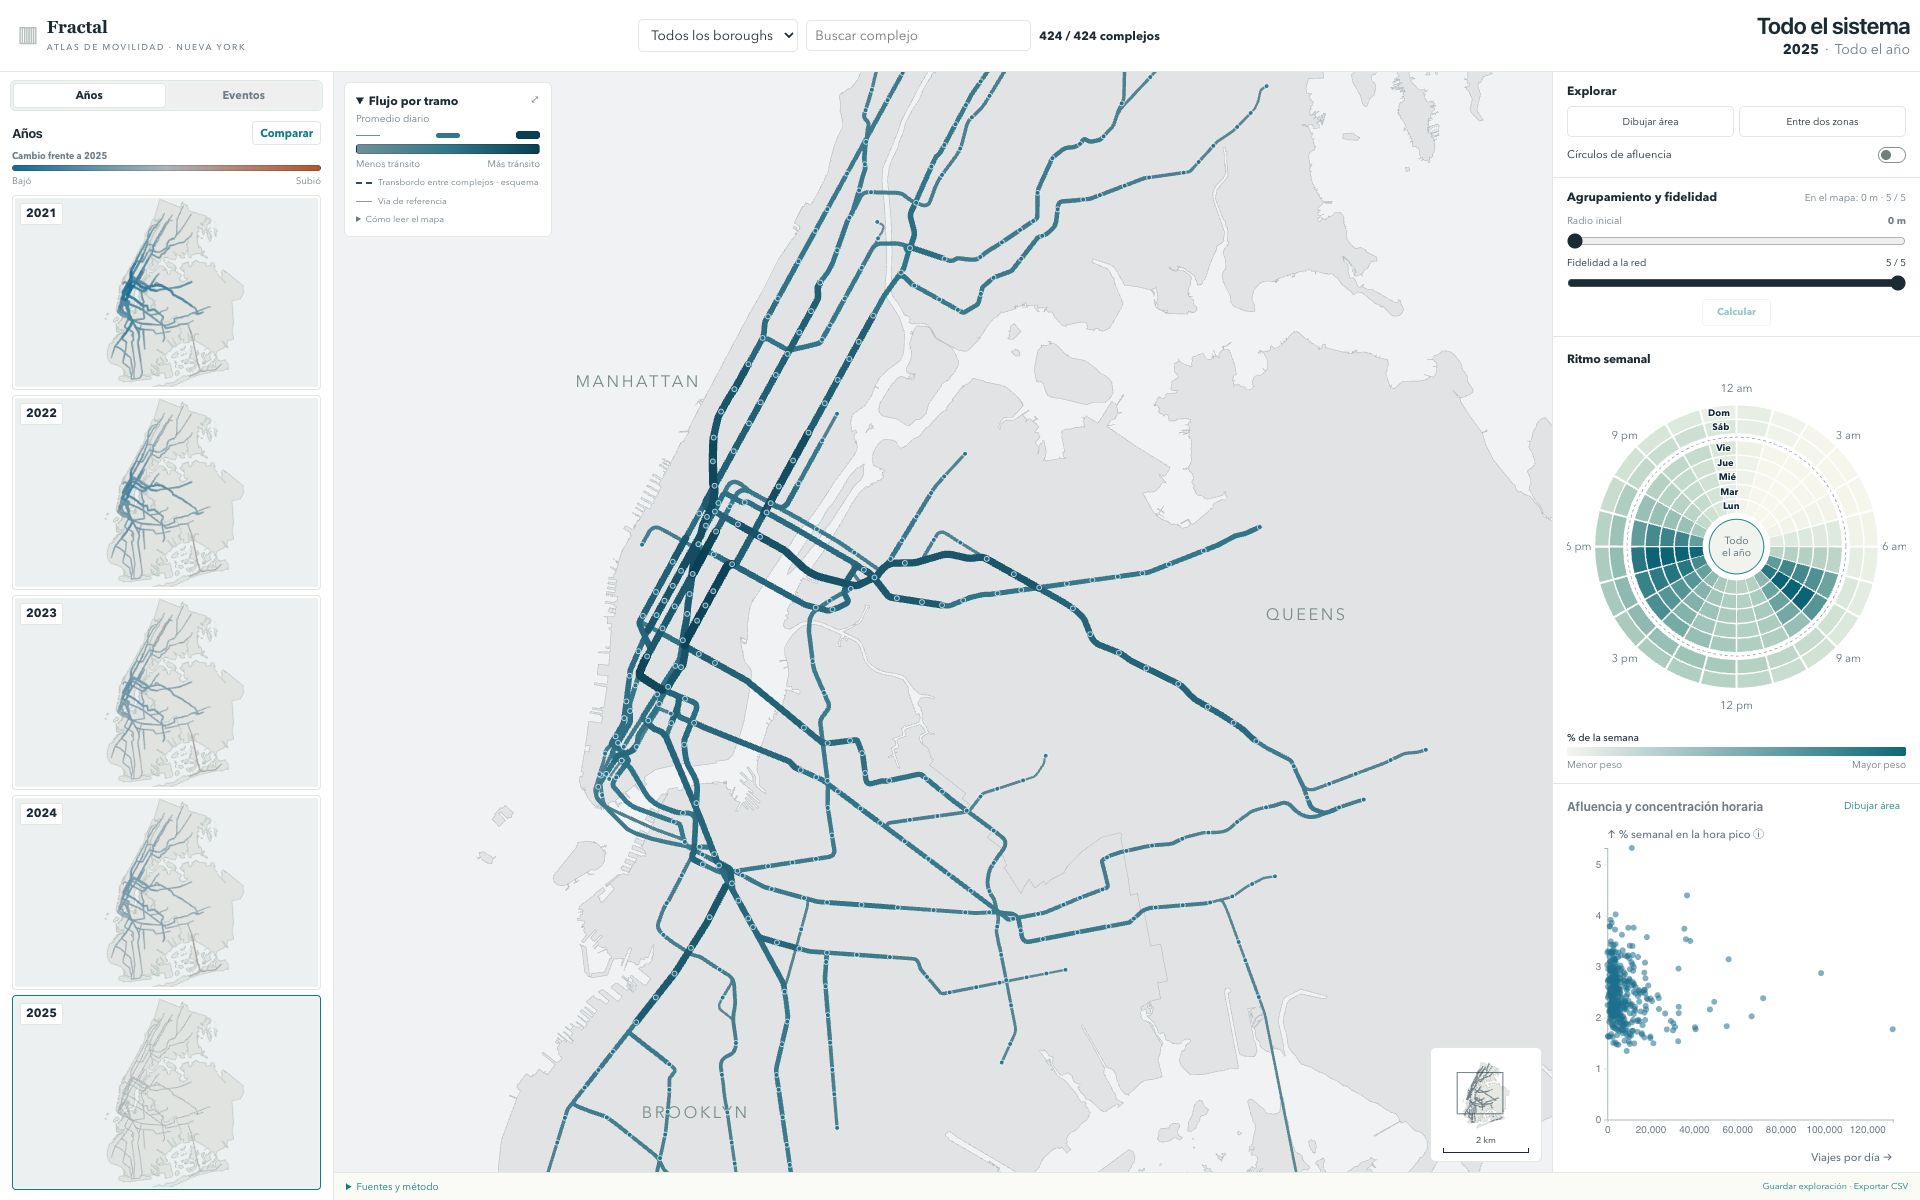 Fractal
ATLAS DE MOVILIDAD · NUEVA YORK
Todos los boroughs
Buscar complejo
424 / 424 complejos
Todo el sistema
2025 · Todo el año
Años
Eventos
Años
Comparar
Cambio frente a 2025
Bajó
Subió
2021
2022
2023
2024
2025
▼ Flujo por tramo
Promedio diario
Menos tránsito
Más tránsito
Transbordo entre complejos · esquema
Vía de referencia
▶ Cómo leer el mapa
MANHATTAN
QUEENS
BROOKLYN
2 km
▶ Fuentes y método
Explorar
Dibujar área
Entre dos zonas
Círculos de afluencia
Agrupamiento y fidelidad
En el mapa: 0 m · 5 / 5
Radio inicial
0 m
Fidelidad a la red
5 / 5
Calcular
Ritmo semanal
12 am
3 am
6 am
9 am
12 pm
3 pm
6 pm
9 pm
Dom
Sáb
Vie
Jue
Mié
Mar
Lun
Todo
el año
% de la semana
Menor peso
Mayor peso
Afluencia y concentración horaria
Dibujar área
↑ % semanal en la hora pico ⓘ
5
4
3
2
1
0
0
20,000
40,000
60,000
80,000
100,000
120,000
Viajes por día →
Guardar exploración · Exportar CSV